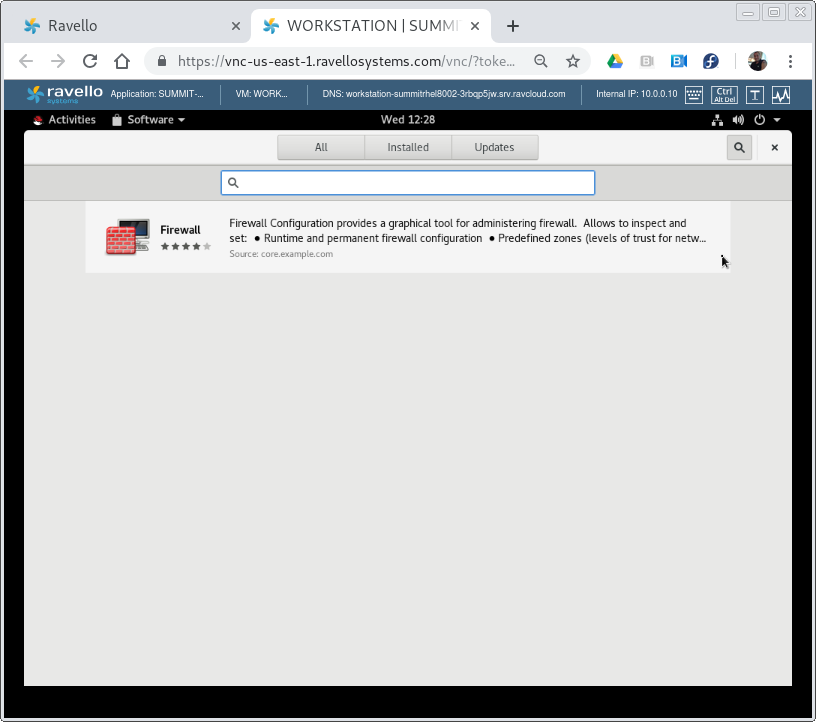 Ravello
WORKSTATION | SUMMI
https://vnc-us-east-1.ravellosystems.com/vnc/?toke...
ravello
systems
Application: SUMMIT-...
VM: WORK...
DNS: workstation-summitrhel8002-3rbqp5jw.srv.ravcloud.com
Internal IP: 10.0.0.10
Ctrl
Alt Del
T
Activities
Software
Wed 12:28
All
Installed
Updates
Firewall
Firewall Configuration provides a graphical tool for administering firewall. Allows to inspect and
set: ● Runtime and permanent firewall configuration ● Predefined zones (levels of trust for netw...
Source: core.example.com